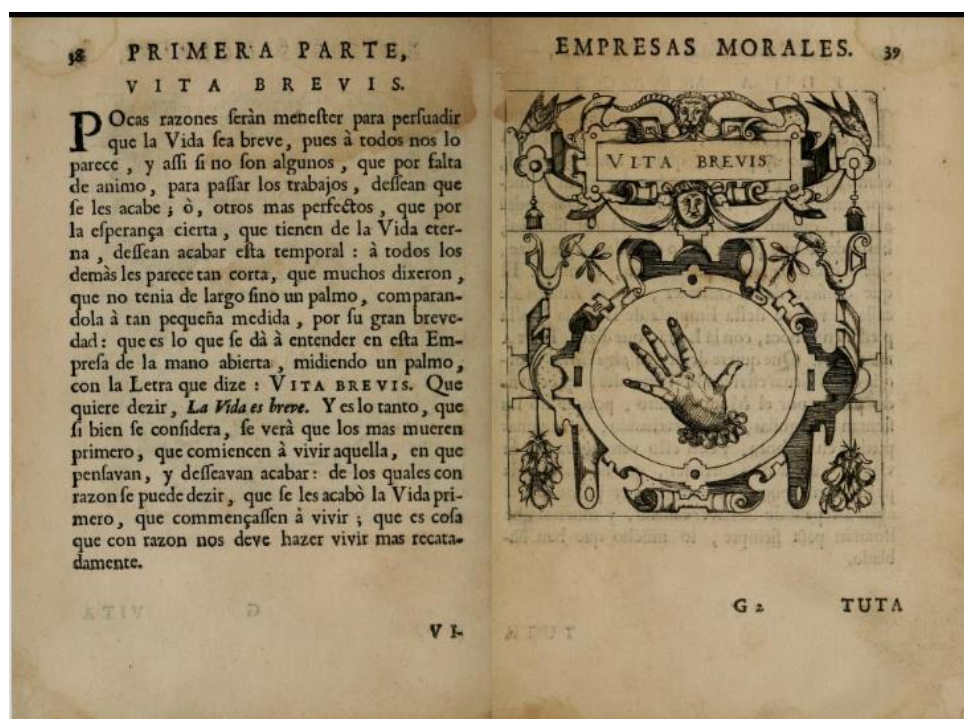 38 PRIMERA PARTE,
VITA BREVIS.
POcas razones seràn menester para persuadir
que la Vida sea breve, pues à todos nos lo
parece, y assi si no son algunos, que por falta
de animo, para passar los trabajos, dessean que
se les acabe; ò, otros mas perfectos, que por
la esperança cierta, que tienen de la Vida eter-
na, dessean acabar esta temporal: à todos los
demàs les parece tan corta, que muchos dixeron,
que no tenia de largo sino un palmo, comparan-
dola à tan pequeña medida, por su gran breve-
dad: que es lo que se dà à entender en esta Em-
presa de la mano abierta, midiendo un palmo,
con la Letra que dize: VITA BREVIS. Que
quiere dezir, La Vida es breve. Y es lo tanto, que
si bien se considera, se verà que los mas mueren
primero, que comiencen à vivir aquella, en que
pensavan, y desseavan acabar: de los quales con
razon se puede dezir, que se les acabò la Vida pri-
mero, que commençassen à vivir; que es cosa
que con razon nos deve hazer vivir mas recata-
damente.
VI-
EMPRESAS MORALES. 39
VITA BREVIS
G 2 TUTA